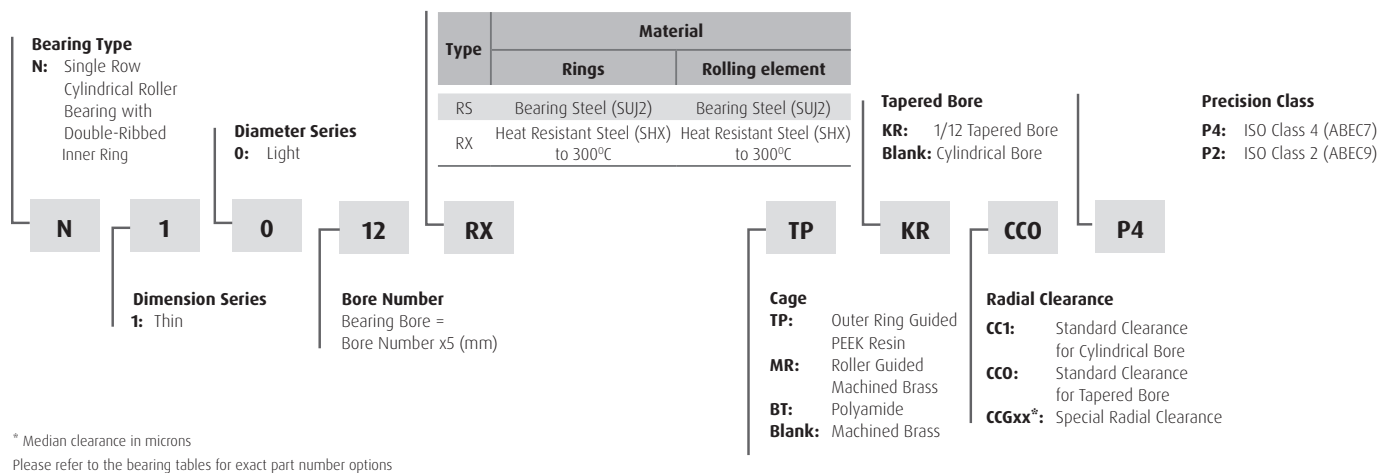 Bearing Type
N: Single Row
Cylindrical Roller
Bearing with
Double-Ribbed
Inner Ring
Diameter Series
0: Light
Type
Material
Rings Rolling element
RS Bearing Steel (SUJ2) Bearing Steel (SUJ2)
RX Heat Resistant Steel (SHX) to 300⁰C Heat Resistant Steel (SHX) to 300⁰C
Tapered Bore
KR: 1/12 Tapered Bore
Blank: Cylindrical Bore
Precision Class
P4: ISO Class 4 (ABEC7)
P2: ISO Class 2 (ABEC9)
N 1 0 12 RX TP KR CC0 P4
Dimension Series
1: Thin
Bore Number
Bearing Bore =
Bore Number x5 (mm)
Cage
TP: Outer Ring Guided
PEEK Resin
MR: Roller Guided
Machined Brass
BT: Polyamide
Blank: Machined Brass
Radial Clearance
CC1: Standard Clearance
for Cylindrical Bore
CC0: Standard Clearance
for Tapered Bore
CCGxx*: Special Radial Clearance
* Median clearance in microns
Please refer to the bearing tables for exact part number options